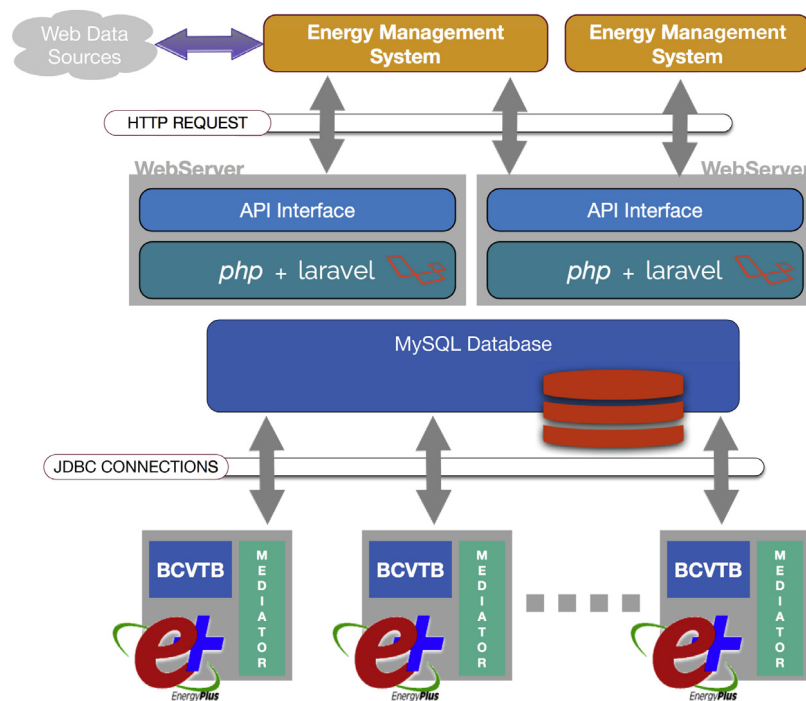 Web Data
Sources
Energy Management
System
Energy Management
System
HTTP REQUEST
WebServer
WebServer
API Interface
API Interface
php + laravel
php + laravel
MySQL Database
JDBC CONNECTIONS
BCVTB
MEDIATOR
e+
EnergyPlus
BCVTB
MEDIATOR
e+
EnergyPlus
BCVTB
MEDIATOR
e+
EnergyPlus